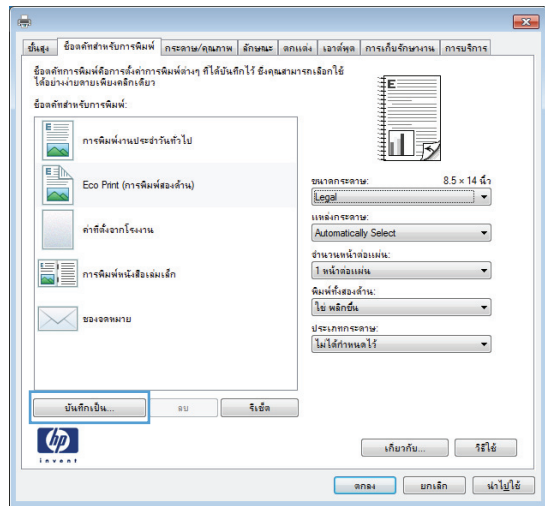 ขั้นสูง ช็อตคัทสำหรับการพิมพ์ กระดาษ/คุณภาพ ลักษณะ ตกแต่ง เอาต์พุต การเก็บรักษางาน การบริการ
ช็อตคัทการพิมพ์คือการตั้งค่าการพิมพ์ต่างๆ ที่ได้บันทึกไว้ ซึ่งคุณสามารถเลือกใช้
ได้อย่างง่ายดายเพียงคลิกเดียว
ช็อตคัทสำหรับการพิมพ์:
การพิมพ์งานประจำวันทั่วไป
Eco Print (การพิมพ์สองด้าน)
ค่าที่ตั้งจากโรงงาน
การพิมพ์หนังสือเล่มเล็ก
ซองจดหมาย
E
ขนาดกระดาษ: 8.5 × 14 นิ้ว
Legal
แหล่งกระดาษ:
Automatically Select
จำนวนหน้าต่อแผ่น:
1 หน้าต่อแผ่น
พิมพ์ทั้งสองด้าน:
ใช่ พลิกขึ้น
ประเภทกระดาษ:
ไม่ได้กำหนดไว้
บันทึกเป็น... ลบ รีเซ็ต
hp
invent
เกี่ยวกับ... วิธีใช้
ตกลง ยกเลิก นำไปใช้